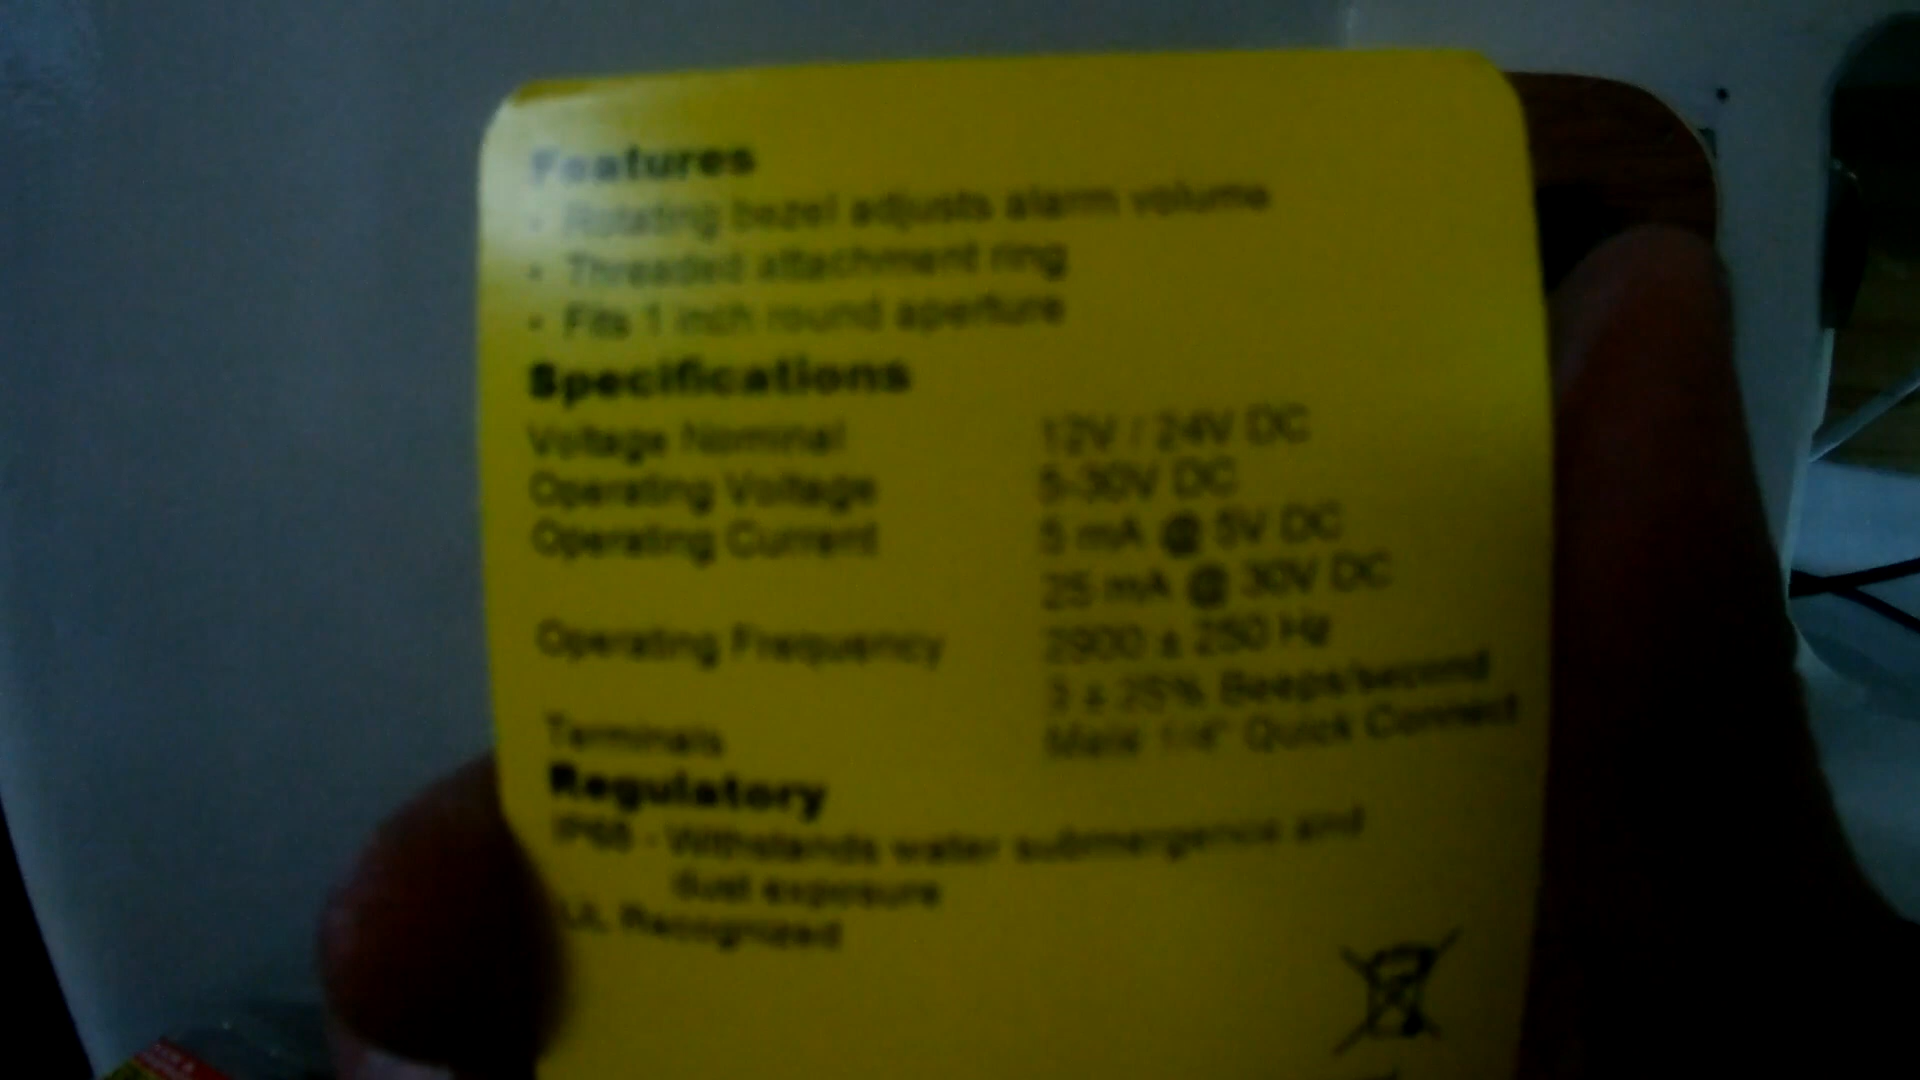 Features
• Rotating bezel adjusts alarm volume
• Threaded attachment ring
• Fits 1 inch round aperture
Specifications
Voltage Nominal 12V / 24V DC
Operating Voltage 5-30V DC
Operating Current 5 mA @ 5V DC
25 mA @ 30V DC
Operating Frequency 2900 ± 250 Hz
3 ± 25% Beeps/second
Terminals Male 1/4" Quick Connect
Regulatory
- Withstands water submergence and
dust exposure
UL Recognized